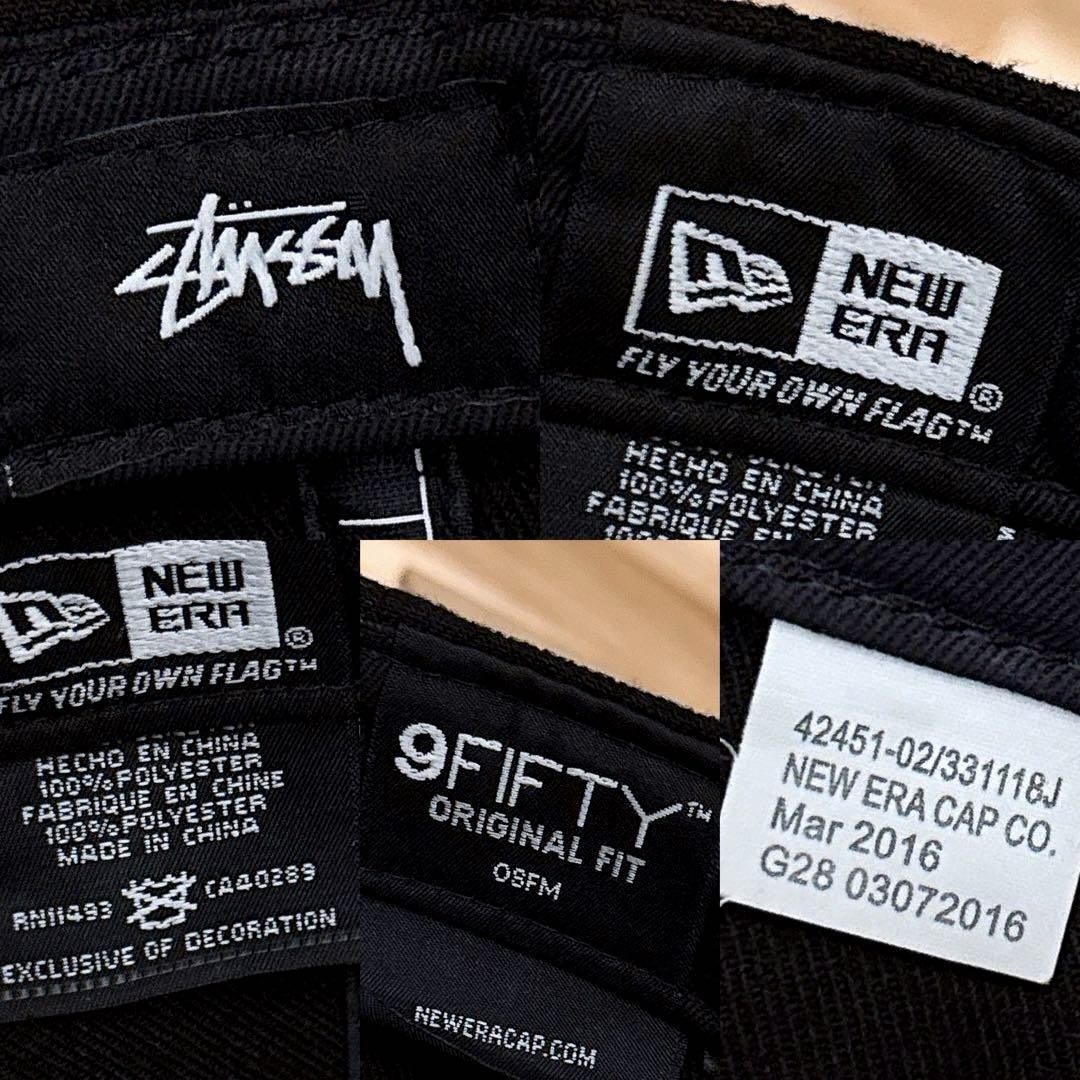 Stüssy
NEW
ERA
®
FLY YOUR OWN FLAG™
HECHO EN CHINA
100% POLYESTER
FABRIQUE EN
NEW
ERA
®
FLY YOUR OWN FLAG™
HECHO EN CHINA
100% POLYESTER
FABRIQUE EN CHINE
100% POLYESTER
MADE IN CHINA
RN11493 CA40289
EXCLUSIVE OF DECORATION
9FIFTY™
ORIGINAL FIT
OSFM
NEWERACAP.COM
42451-02/331118J
NEW ERA CAP CO.
Mar 2016
G28 03072016